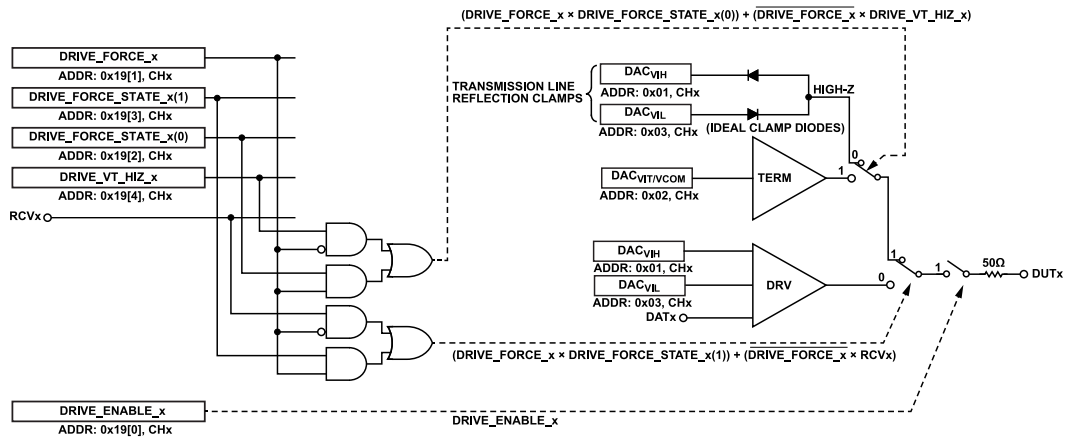 (DRIVE_FORCE_x × DRIVE_FORCE_STATE_x(0)) + (DRIVE_FORCE_x × DRIVE_VT_HIZ_x)
DRIVE_FORCE_x
ADDR: 0x19[1], CHx
DRIVE_FORCE_STATE_x(1)
ADDR: 0x19[3], CHx
DRIVE_FORCE_STATE_x(0)
ADDR: 0x19[2], CHx
DRIVE_VT_HIZ_x
ADDR: 0x19[4], CHx
RCVx
TRANSMISSION LINE
REFLECTION CLAMPS
DACVIH
ADDR: 0x01, CHx
DACVIL
ADDR: 0x03, CHx
(IDEAL CLAMP DIODES)
HIGH-Z
0
1
DACVIT/VCOM
ADDR: 0x02, CHx
TERM
DACVIH
ADDR: 0x01, CHx
DACVIL
ADDR: 0x03, CHx
DATx
DRV
1
0
1
50Ω
DUTx
(DRIVE_FORCE_x × DRIVE_FORCE_STATE_x(1)) + (DRIVE_FORCE_x × RCVx)
DRIVE_ENABLE_x
ADDR: 0x19[0], CHx
DRIVE_ENABLE_x